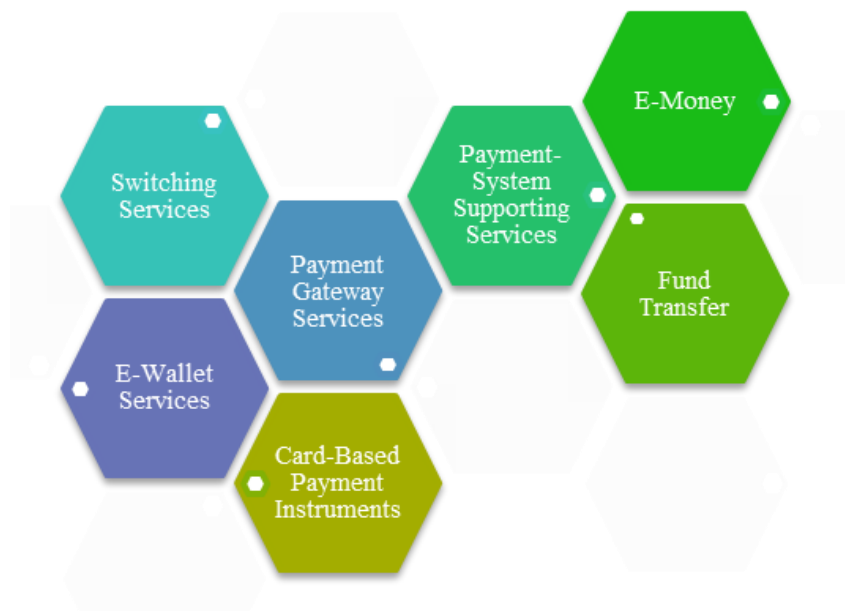 E-Money
Payment-
System
Supporting
Services
Switching
Services
Payment
Gateway
Services
Fund
Transfer
E-Wallet
Services
Card-Based
Payment
Instruments